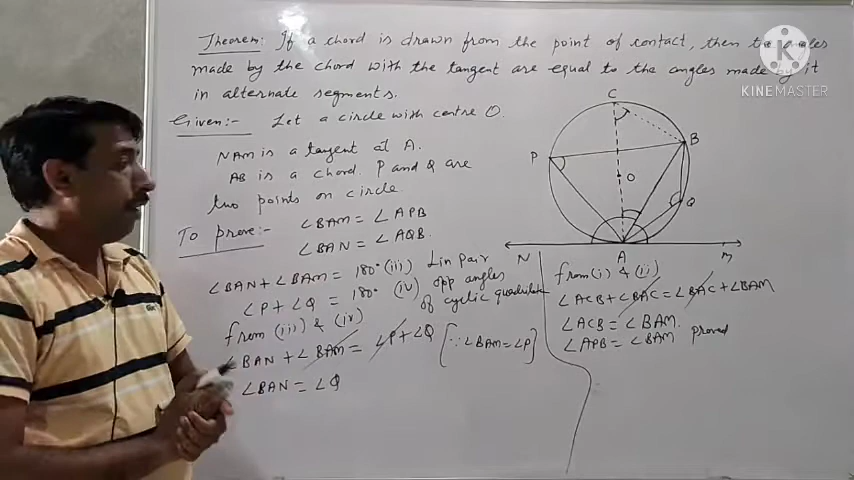 Theorem: If a chord is drawn from the point of contact, then the angles
made by the chord with the tangent are equal to the angles made by it
in alternate segments.
Given:- Let a circle with centre O.
NAM is a tangent at A.
AB is a chord. P and Q are
two points on circle.
To prove:- ∠BAM = ∠APB
∠BAN = ∠AQB.
∠BAN + ∠BAM = 180° (iii) Lin pair
∠P + ∠Q = 180° (iv) opp angles
of cyclic quadrilate
from (iii) & (iv)
∠BAN + ∠BAM = ∠P + ∠Q [∵ ∠BAM = ∠P]
∠BAN = ∠Q
C
B
P
O
Q
N
A
M
from (i) & (ii)
∠ACB + ∠BAC = ∠BAC + ∠BAM
∠ACB = ∠BAM.
∠APB = ∠BAM proved
KINEMASTER